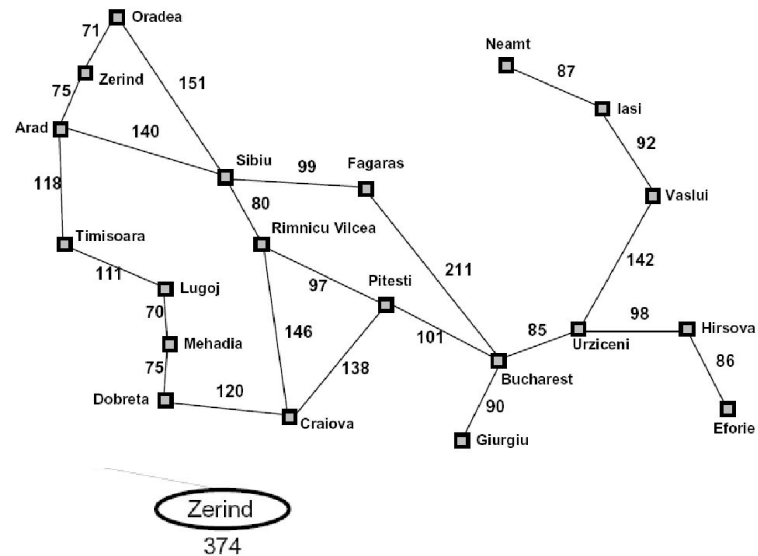 Oradea
71
Neamt
87
Zerind
151
75
Iasi
Arad
140
92
Sibiu
99
Fagaras
118
80
Vaslui
Rimnicu Vilcea
Timisoara
142
111
211
Lugoj
97
Pitesti
70
98
146
101
85
Hirsova
Mehadia
Urziceni
75
138
86
120
Bucharest
Dobreta
90
Craiova
Eforie
Giurgiu
Zerind
374